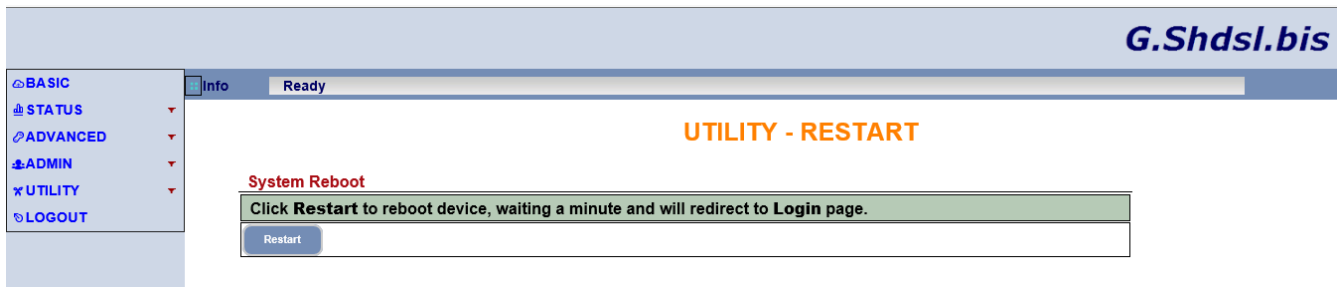 G.Shdsl.bis
BASIC
STATUS
ADVANCED
ADMIN
UTILITY
LOGOUT
Info Ready
UTILITY - RESTART
System Reboot
Click Restart to reboot device, waiting a minute and will redirect to Login page.
Restart